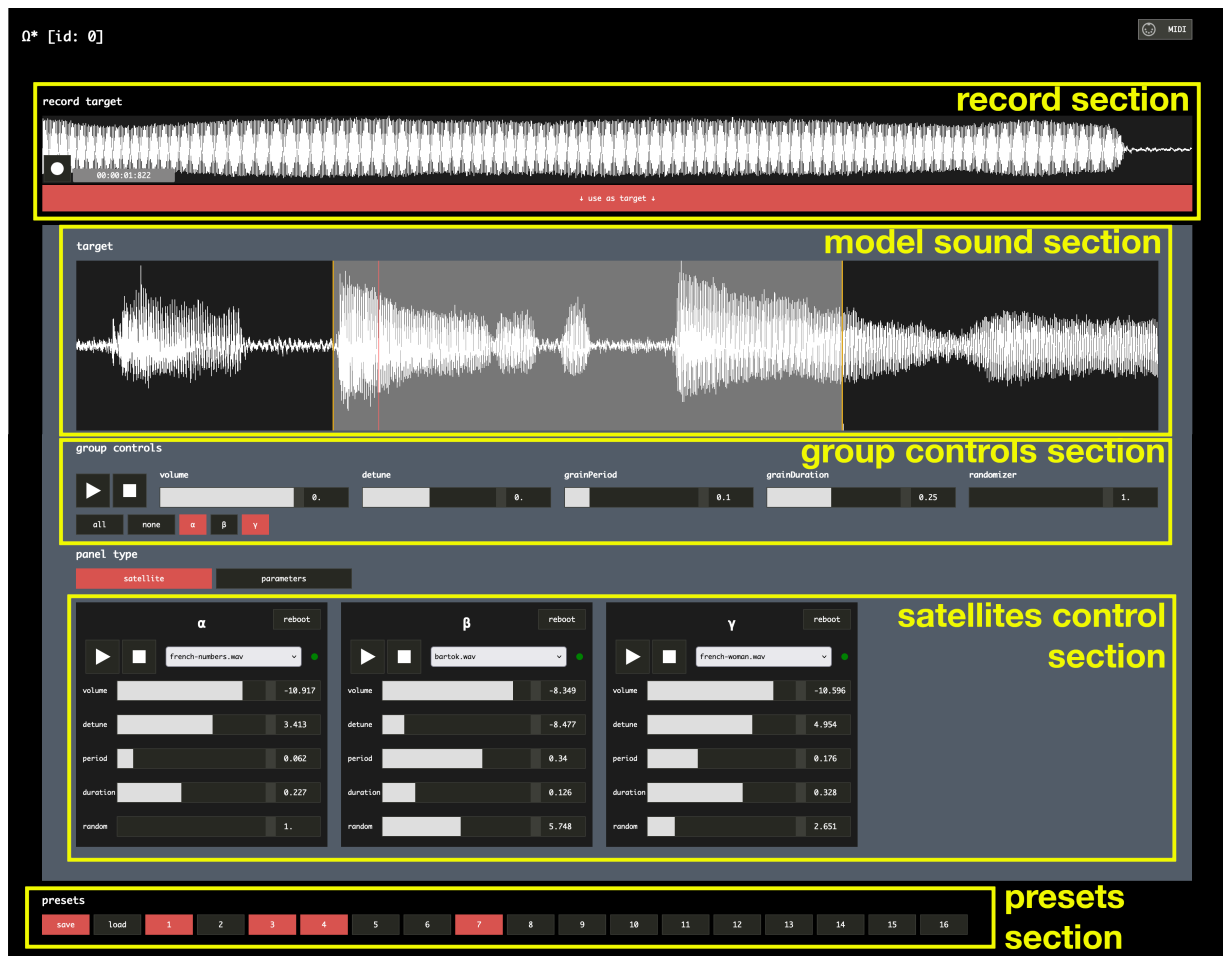 Ω* [id: 0]
MIDI
record section
record target
00:00:01:822
↓ use as target ↓
model sound section
target
group controls section
group controls
volume detune grainPeriod grainDuration randomizer
0. 0. 0.1 0.25 1.
all none α β γ
panel type
satellite parameters
satellites control
section
α reboot β reboot γ reboot
french-numbers.wav bartok.wav french-woman.wav
volume -10.917 volume -8.349 volume -10.596
detune 3.413 detune -8.477 detune 4.954
period 0.062 period 0.34 period 0.176
duration 0.227 duration 0.126 duration 0.328
random 1. random 5.748 random 2.651
presets
section
presets
save load 1 2 3 4 5 6 7 8 9 10 11 12 13 14 15 16